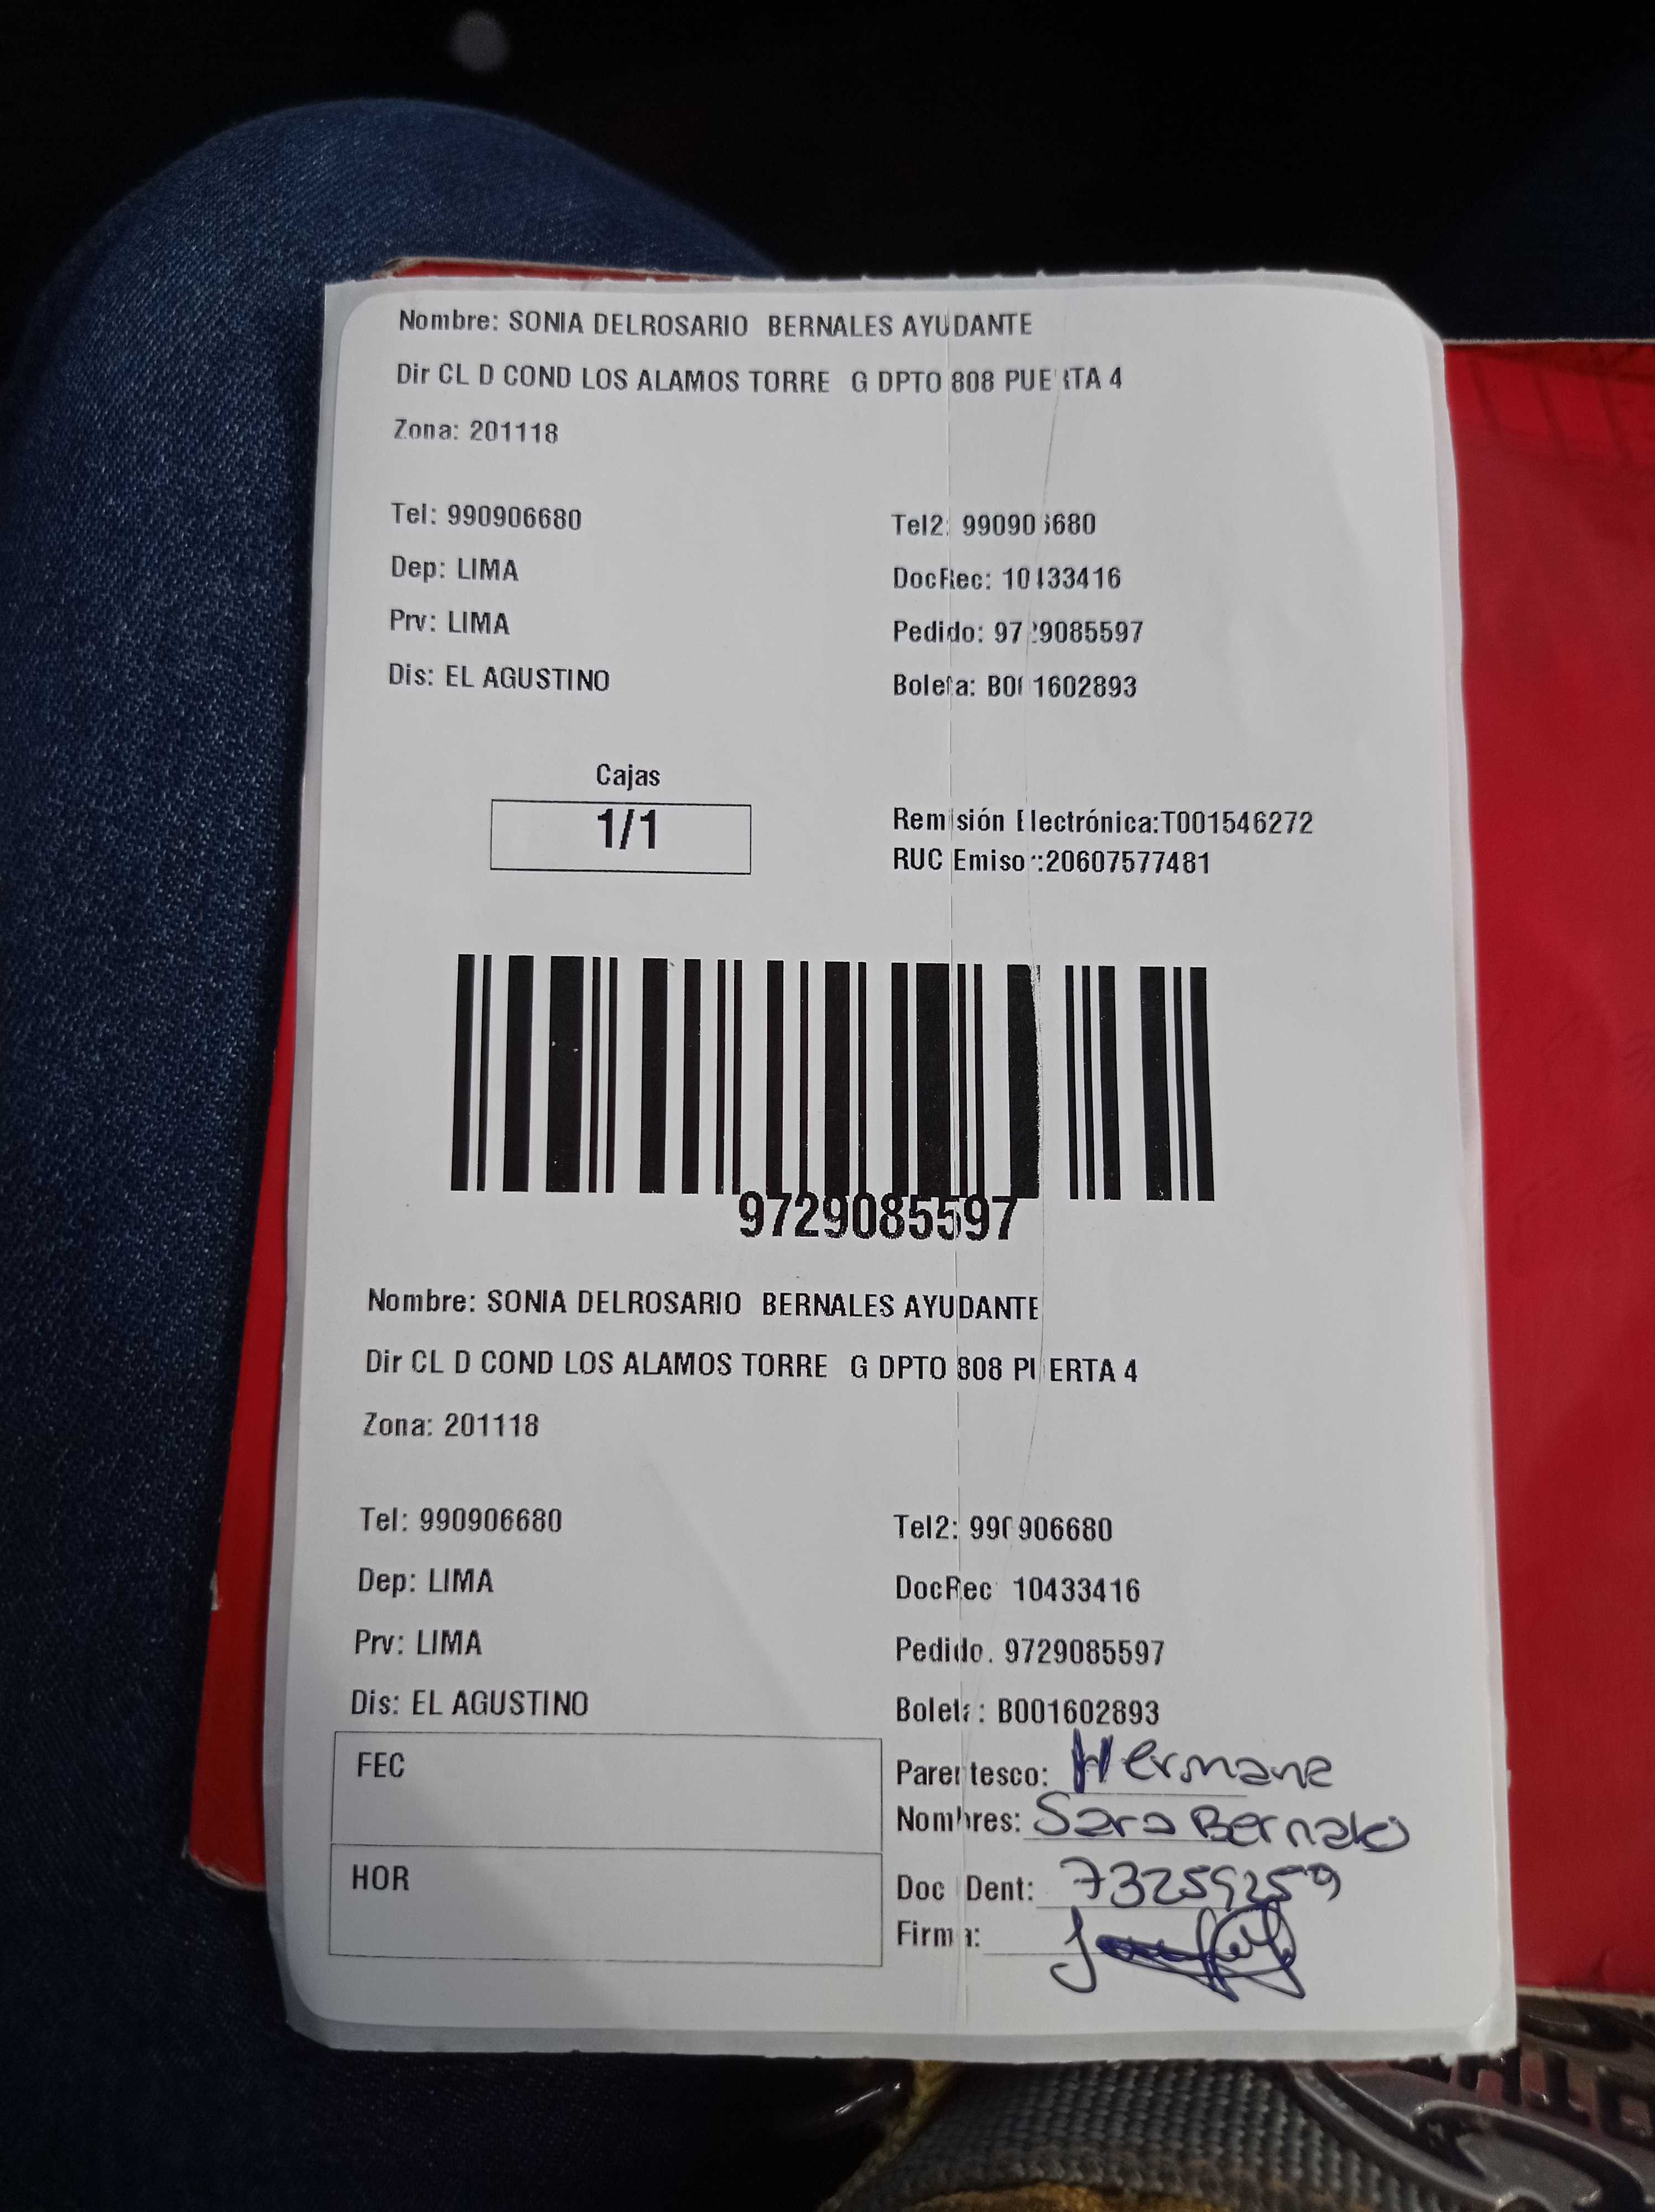 Nombre: SONIA DELROSARIO BERNALES AYUDANTE
Dir CL D COND LOS ALAMOS TORRE G DPTO 808 PUERTA 4
Zona: 201118
Tel: 990906680 Tel2: 990906680
Dep: LIMA DocRec: 10433416
Prv: LIMA Pedido: 9729085597
Dis: EL AGUSTINO Boleta: B001602893
Cajas
1/1
Remisión Electrónica:T001546272
RUC Emisor:20607577481
9729085597
Nombre: SONIA DELROSARIO BERNALES AYUDANTE
Dir CL D COND LOS ALAMOS TORRE G DPTO 808 PUERTA 4
Zona: 201118
Tel: 990906680 Tel2: 990906680
Dep: LIMA DocRec: 10433416
Prv: LIMA Pedido: 9729085597
Dis: EL AGUSTINO Boleta: B001602893
FEC
HOR
Parentesco: Hermana
Nombres: Sara Bernales
Doc Dent: 73259259
Firma: